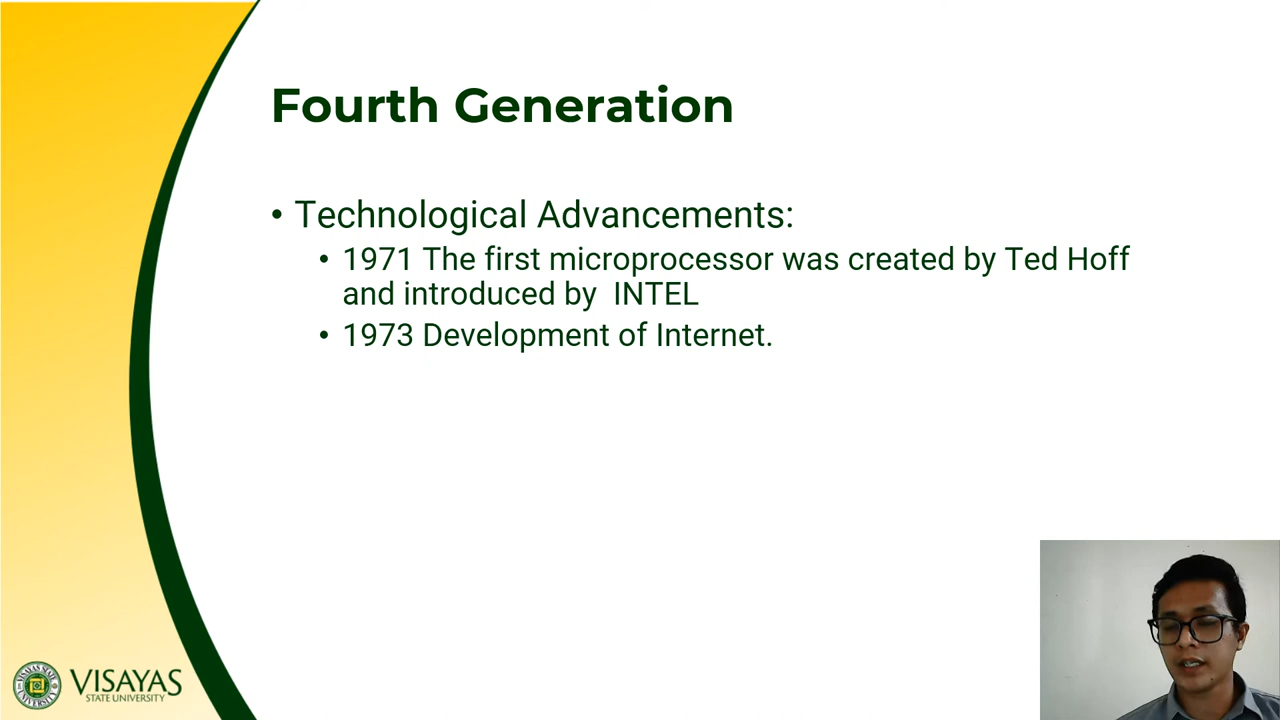 Fourth Generation
• Technological Advancements:
• 1971 The first microprocessor was created by Ted Hoff
and introduced by  INTEL
• 1973 Development of Internet.
VISAYAS
STATE UNIVERSITY